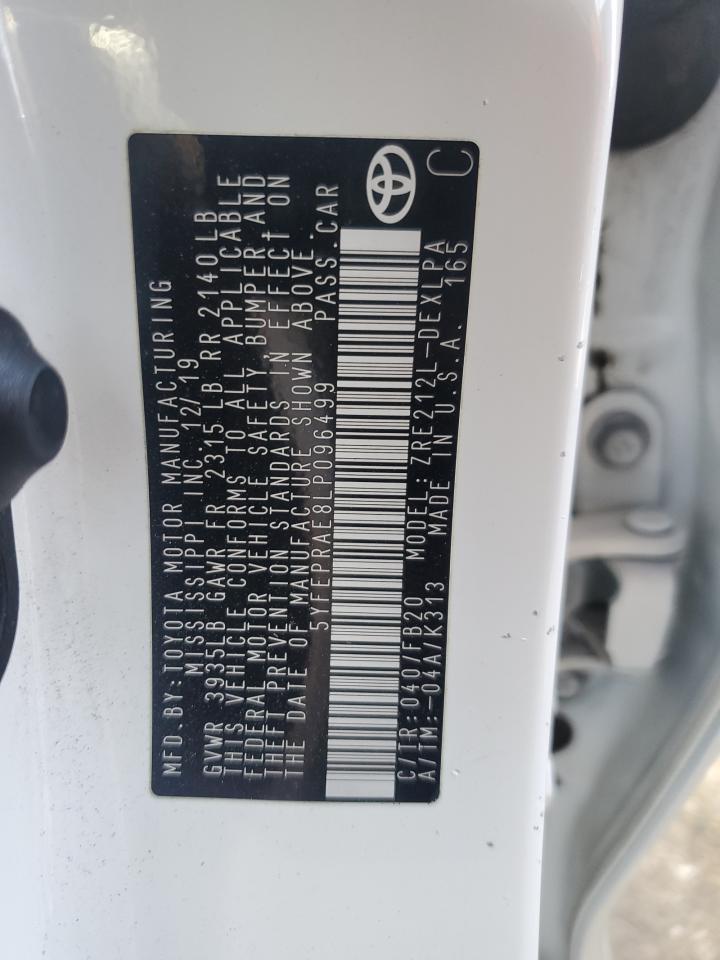 MFD.BY:TOYOTA MOTOR MANUFACTURING
MISSISSIPPI INC.12/19
GVWR 3935LB GAWR FR 2315 LB RR 2140LB
THIS VEHICLE CONFORMS TO ALL APPLICABLE
FEDERAL MOTOR VEHICLE SAFETY, BUMPER AND
THEFT PREVENTION STANDARDS IN EFFECT ON
THE DATE OF MANUFACTURE SHOWN ABOVE.
5YFEPRAE8LP096499 PASS.CAR
C/TR:040/FB20 MODEL:ZRE212L-DEXLPA
A/TM:-04A/K313 MADE IN U.S.A. 165
C